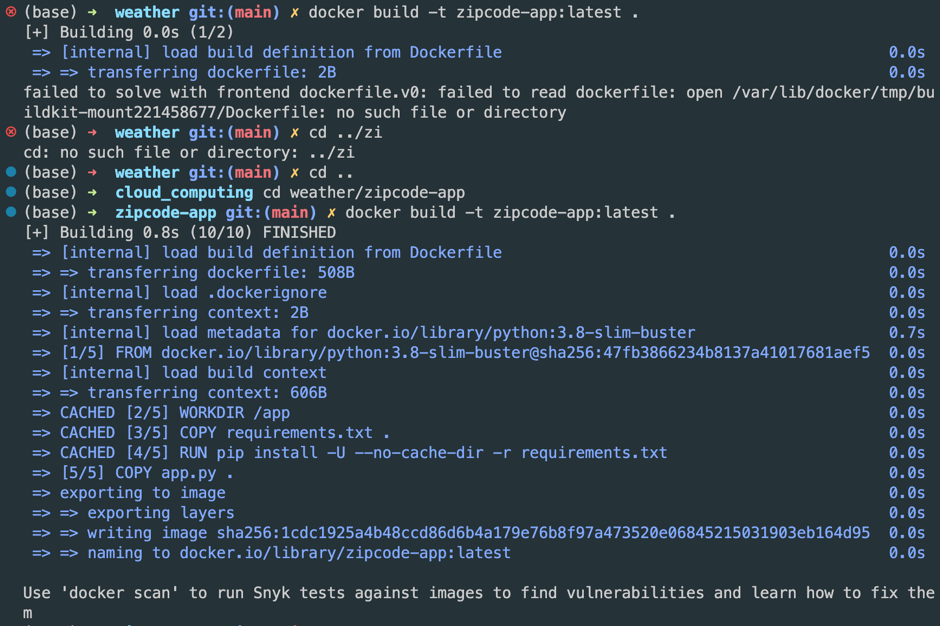 (base) ➜ weather git:(main) ✗ docker build -t zipcode-app:latest .
[+] Building 0.0s (1/2)
=> [internal] load build definition from Dockerfile 0.0s
=> => transferring dockerfile: 2B 0.0s
failed to solve with frontend dockerfile.v0: failed to read dockerfile: open /var/lib/docker/tmp/bu
ildkit-mount221458677/Dockerfile: no such file or directory
(base) ➜ weather git:(main) ✗ cd ../zi
cd: no such file or directory: ../zi
(base) ➜ weather git:(main) ✗ cd ..
(base) ➜ cloud_computing cd weather/zipcode-app
(base) ➜ zipcode-app git:(main) ✗ docker build -t zipcode-app:latest .
[+] Building 0.8s (10/10) FINISHED
=> [internal] load build definition from Dockerfile 0.0s
=> => transferring dockerfile: 508B 0.0s
=> [internal] load .dockerignore 0.0s
=> => transferring context: 2B 0.0s
=> [internal] load metadata for docker.io/library/python:3.8-slim-buster 0.7s
=> [1/5] FROM docker.io/library/python:3.8-slim-buster@sha256:47fb3866234b8137a41017681aef5 0.0s
=> [internal] load build context 0.0s
=> => transferring context: 606B 0.0s
=> CACHED [2/5] WORKDIR /app 0.0s
=> CACHED [3/5] COPY requirements.txt . 0.0s
=> CACHED [4/5] RUN pip install -U --no-cache-dir -r requirements.txt 0.0s
=> [5/5] COPY app.py . 0.0s
=> exporting to image 0.0s
=> => exporting layers 0.0s
=> => writing image sha256:1cdc1925a4b48ccd86d6b4a179e76b8f97a473520e06845215031903eb164d95 0.0s
=> => naming to docker.io/library/zipcode-app:latest 0.0s
Use 'docker scan' to run Snyk tests against images to find vulnerabilities and learn how to fix the
m